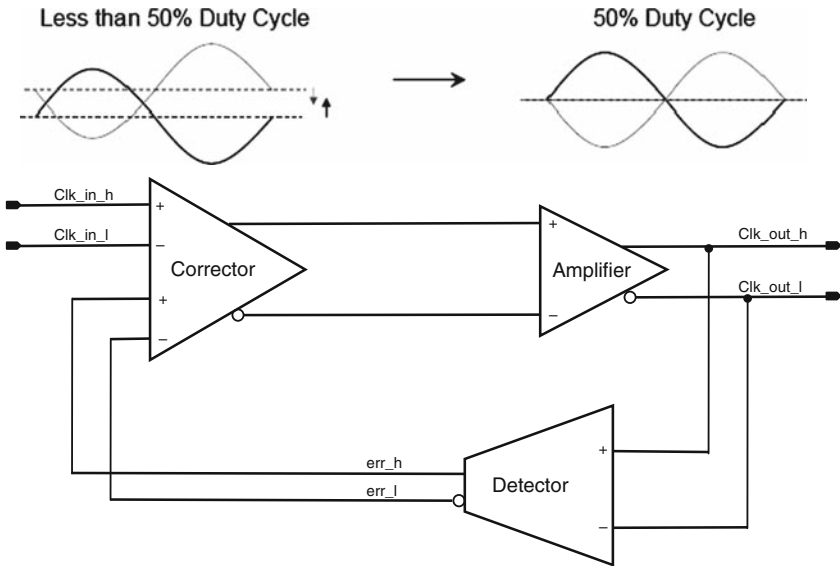 Less than 50% Duty Cycle
50% Duty Cycle
Clk_in_h
+
Clk_in_l
−
Corrector
+
−
+
Amplifier
−
Clk_out_h
Clk_out_l
err_h
err_l
+
Detector
−